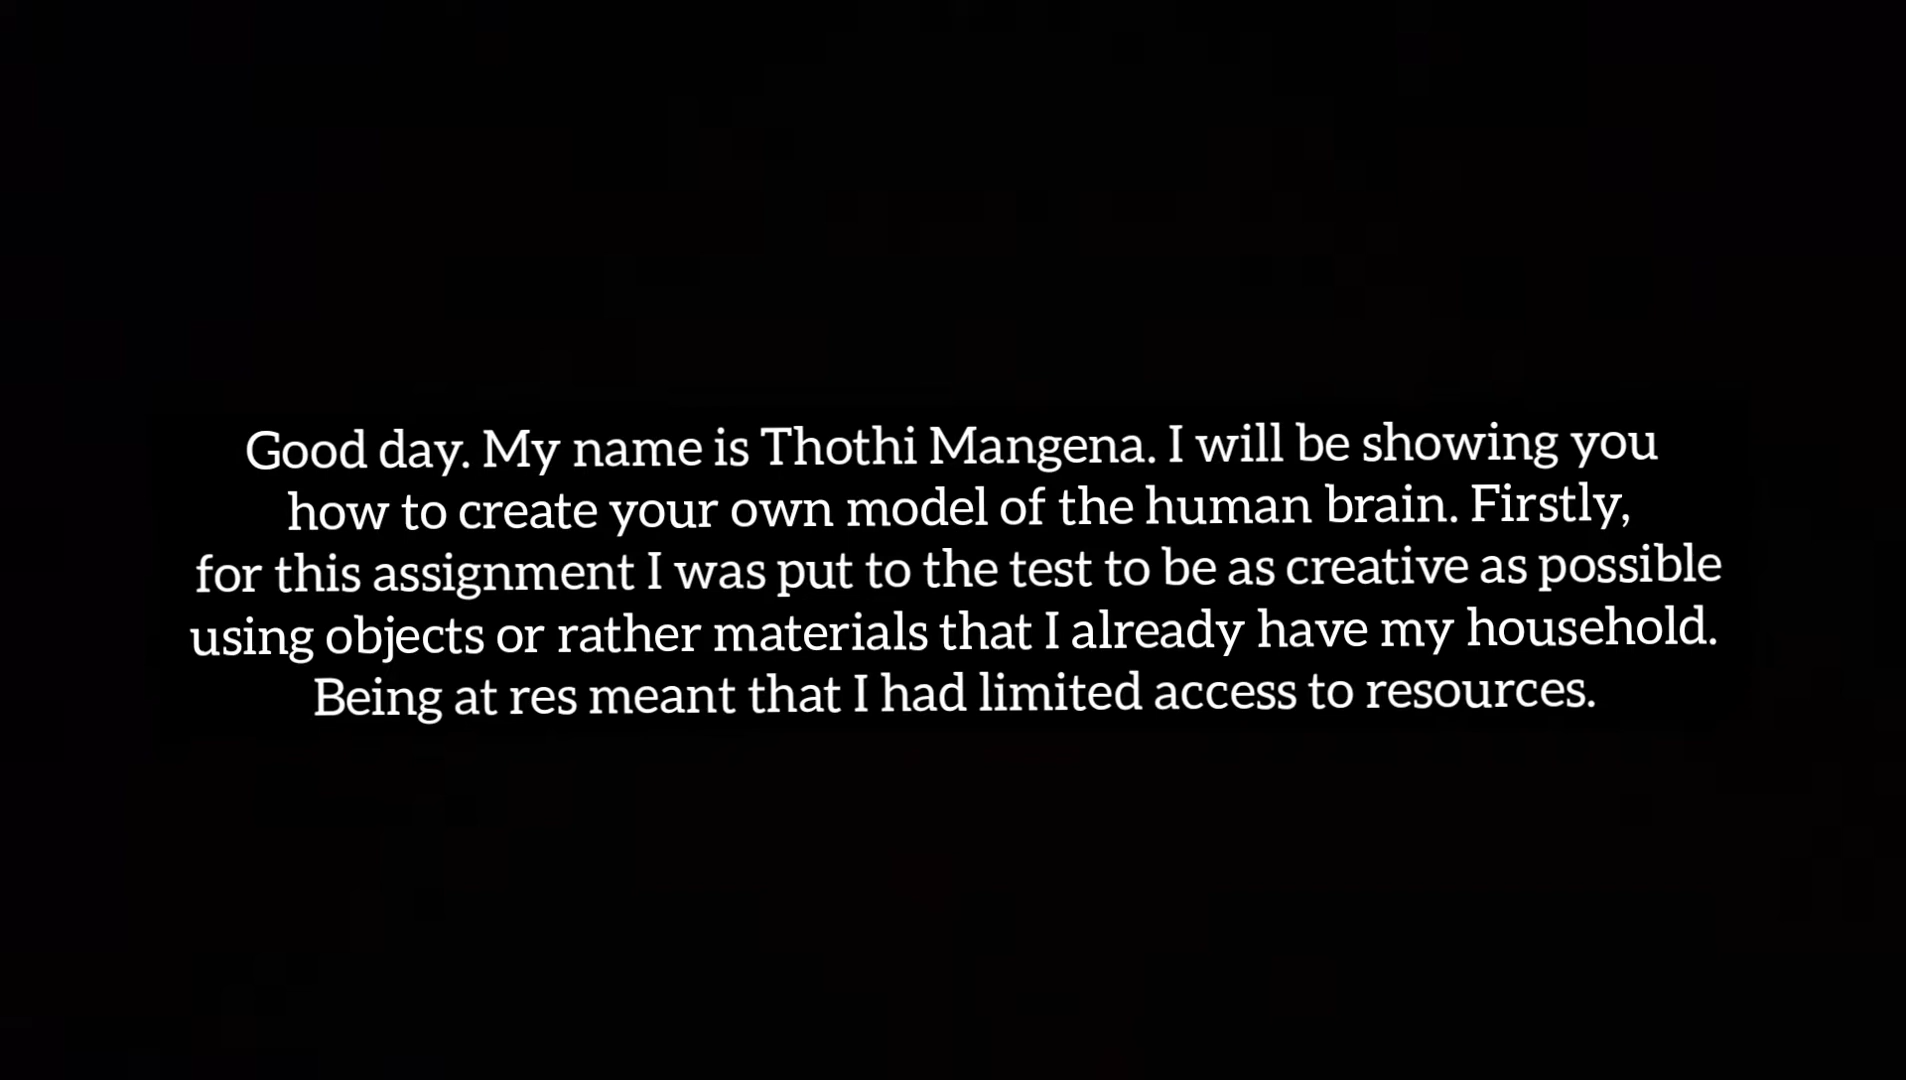 Good day. My name is Thothi Mangena. I will be showing you
how to create your own model of the human brain. Firstly,
for this assignment I was put to the test to be as creative as possible
using objects or rather materials that I already have my household.
Being at res meant that I had limited access to resources.